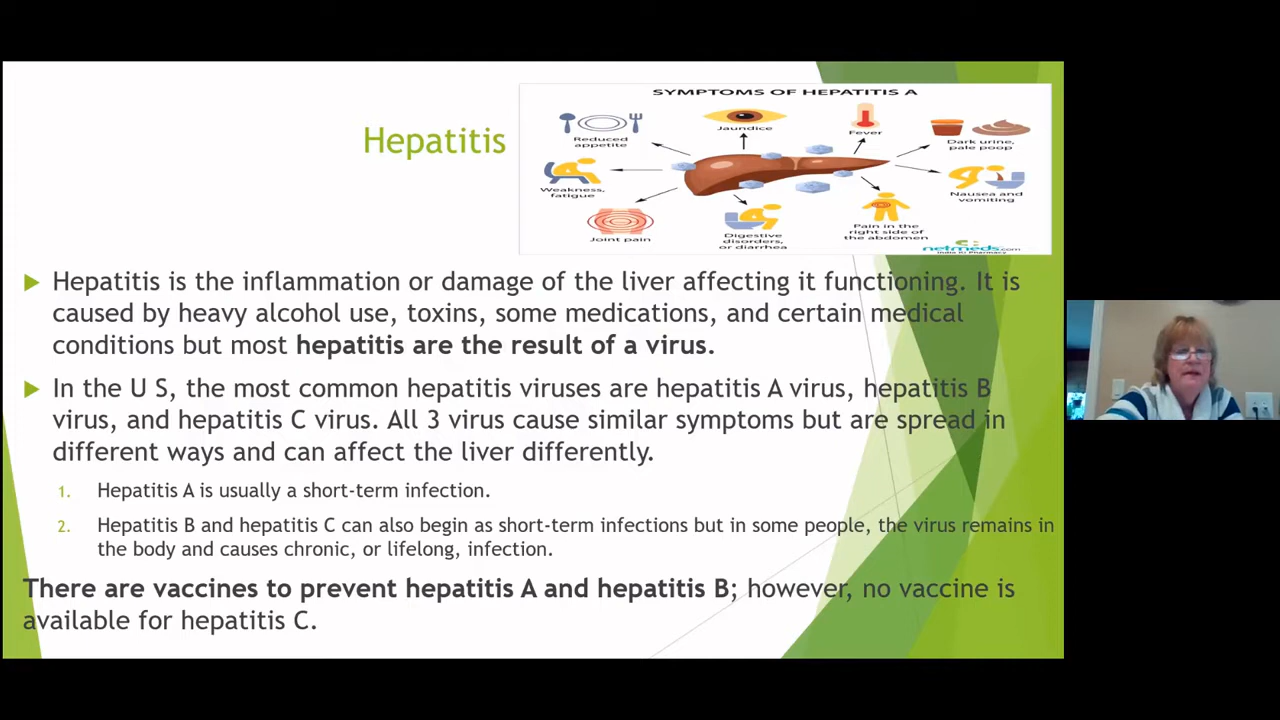 Hepatitis
SYMPTOMS OF HEPATITIS A
Reduced
appetite
Jaundice
Fever
Dark urine,
pale poop
Weakness,
fatigue
Nausea and
vomiting
Joint pain
Digestive
disorders,
or diarrhea
Pain in the
right side of
the abdomen
netmeds.com
Hepatitis is the inflammation or damage of the liver affecting it functioning. It is
caused by heavy alcohol use, toxins, some medications, and certain medical
conditions but most hepatitis are the result of a virus.
In the U S, the most common hepatitis viruses are hepatitis A virus, hepatitis B
virus, and hepatitis C virus. All 3 virus cause similar symptoms but are spread in
different ways and can affect the liver differently.
1. Hepatitis A is usually a short-term infection.
2. Hepatitis B and hepatitis C can also begin as short-term infections but in some people, the virus remains in
the body and causes chronic, or lifelong, infection.
There are vaccines to prevent hepatitis A and hepatitis B; however, no vaccine is
available for hepatitis C.